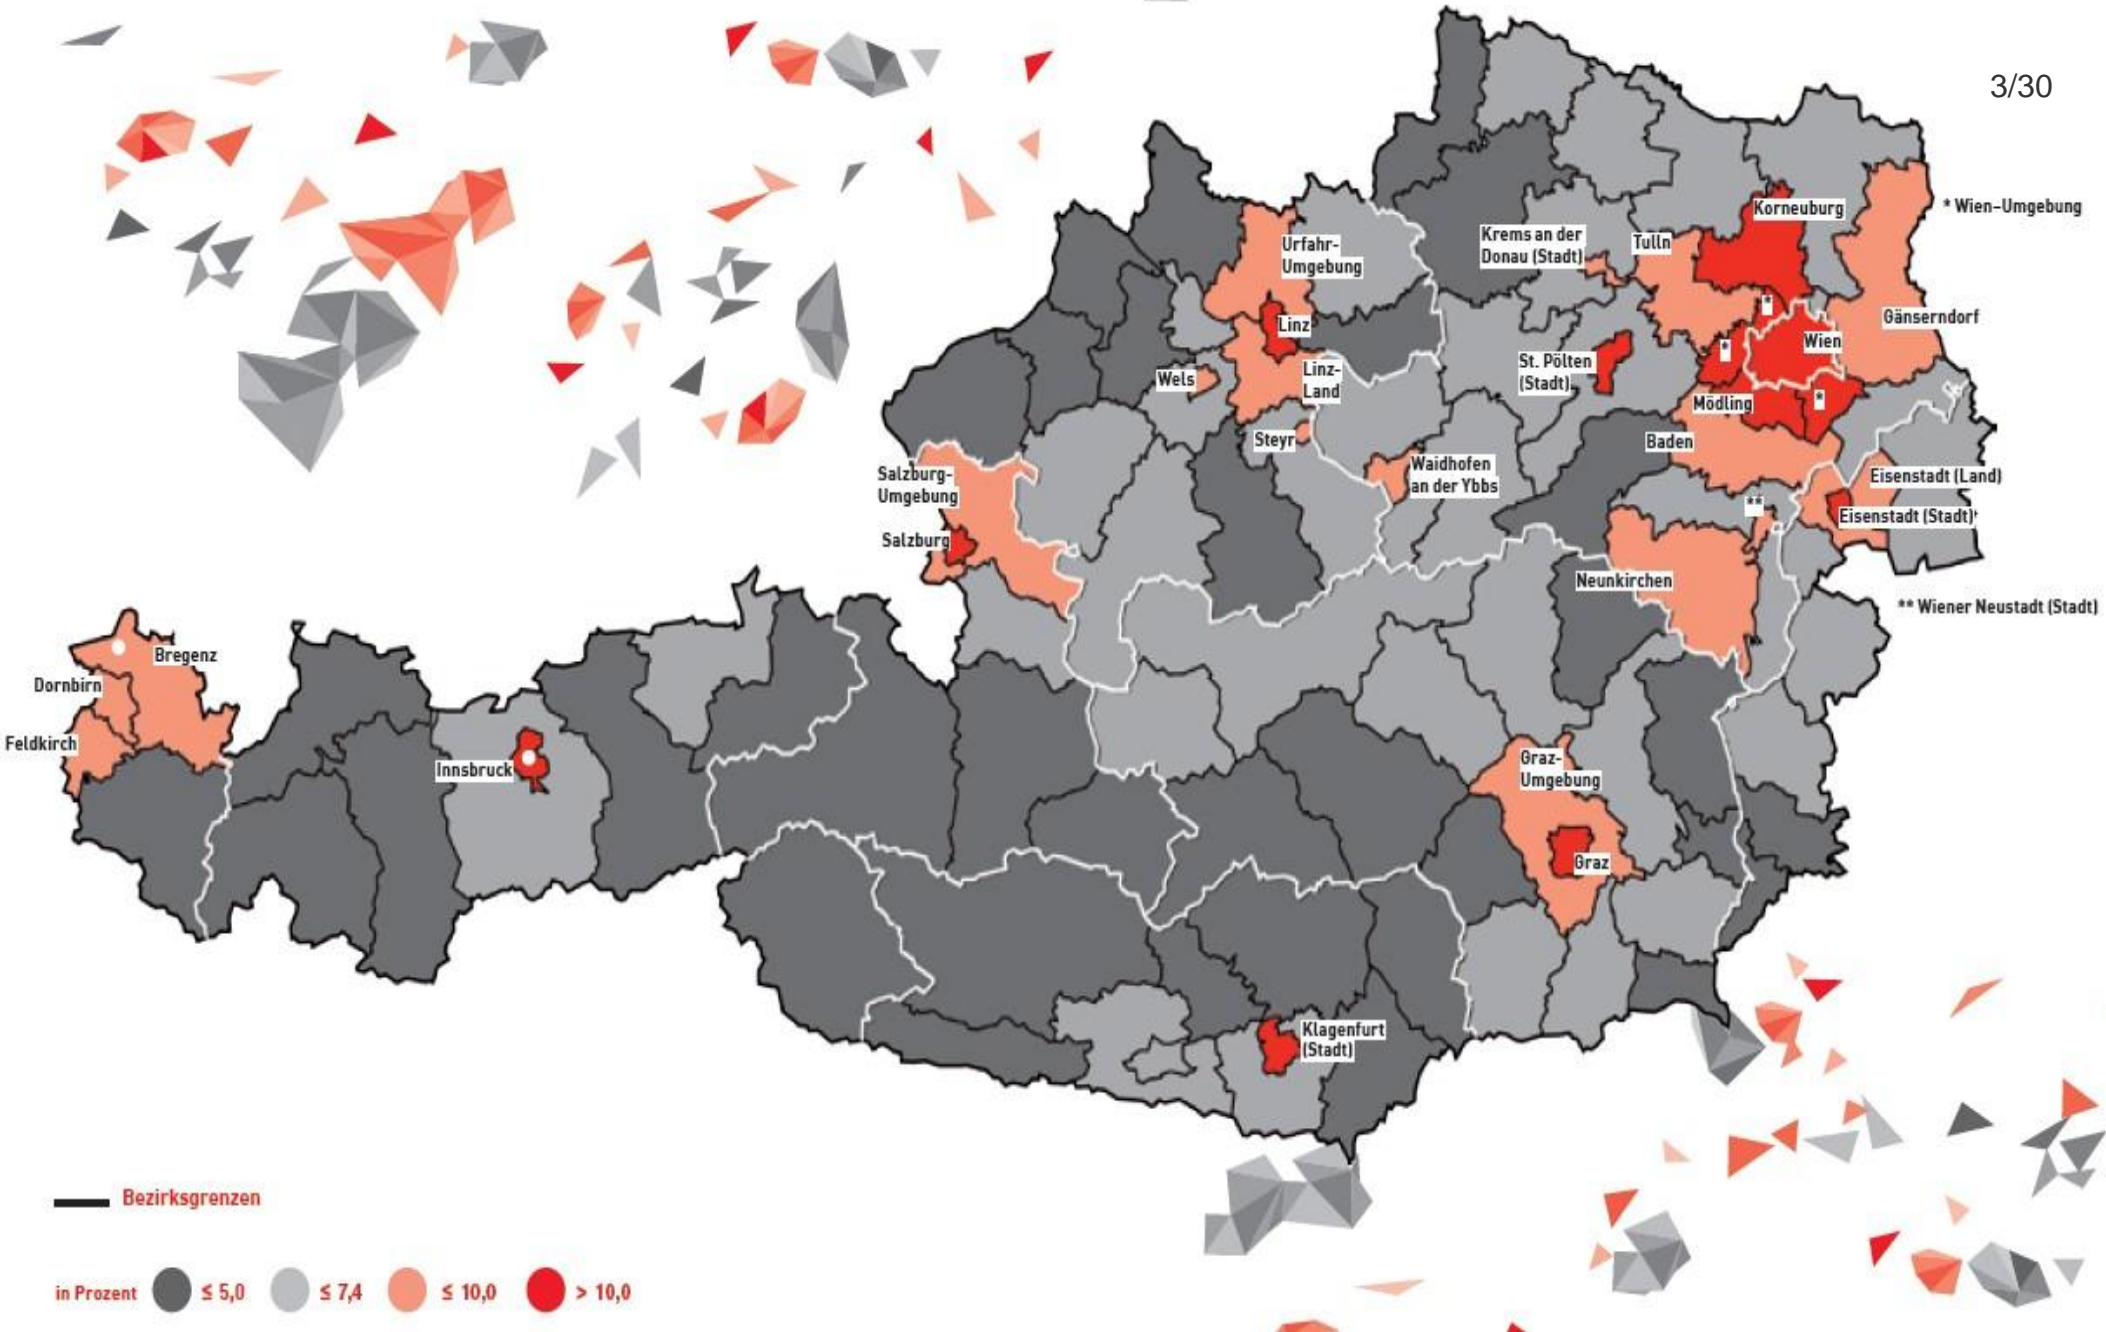 3/30
Korneuburg
* Wien-Umgebung
Krems an der
Donau (Stadt)
Tulln
Urfahr-
Umgebung
*
Gänserndorf
Linz
Wien
*
St. Pölten
(Stadt)
Linz-
Land
Wels
Mödling
*
Steyr
Baden
Waidhofen
an der Ybbs
Salzburg-
Umgebung
Eisenstadt (Land)
**
Eisenstadt (Stadt)
Salzburg
Neunkirchen
** Wiener Neustadt (Stadt)
Bregenz
Dornbirn
Feldkirch
Innsbruck
Graz-
Umgebung
Graz
Klagenfurt
(Stadt)
Bezirksgrenzen
in Prozent ≤ 5,0 ≤ 7,4 ≤ 10,0 > 10,0